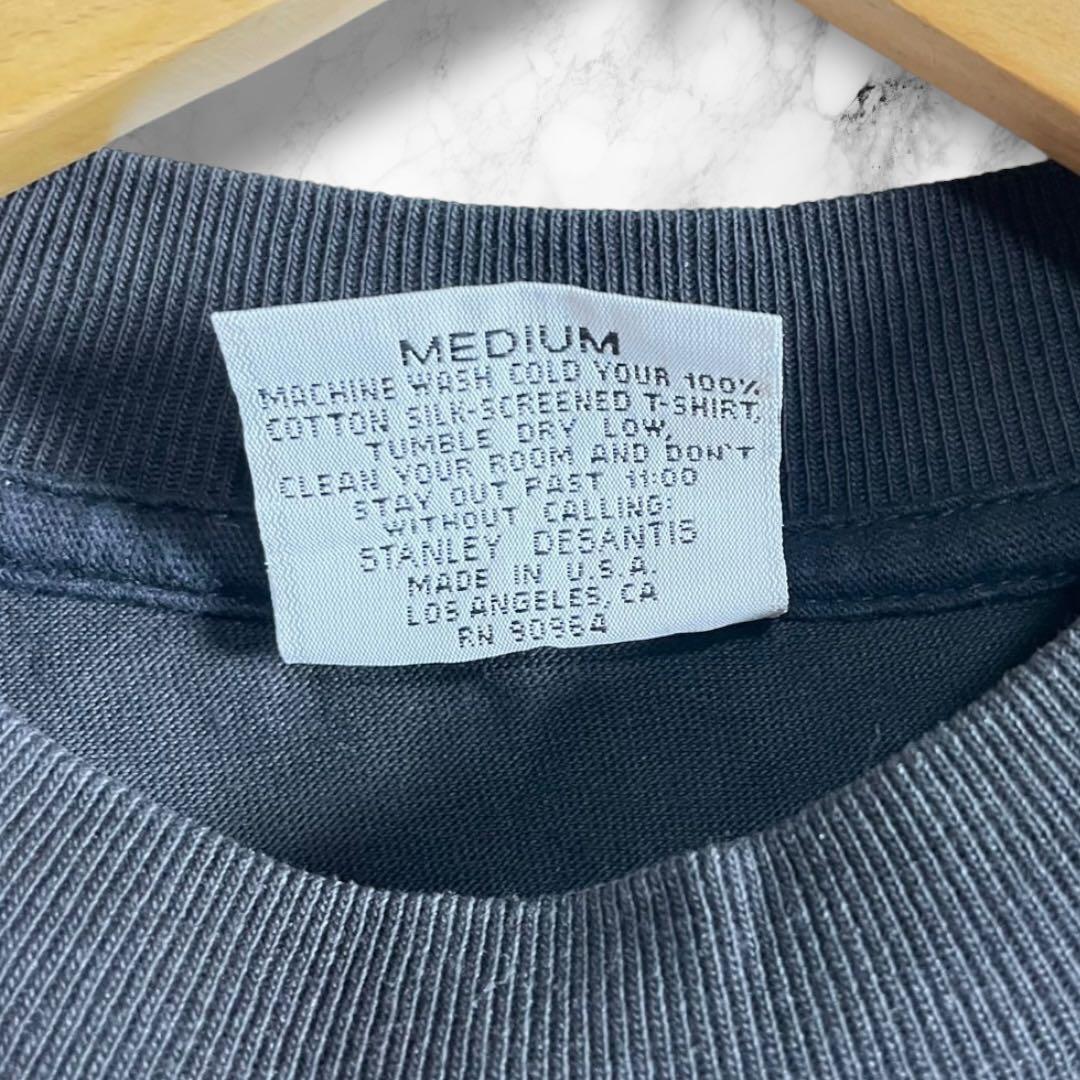 MEDIUM
MACHINE WASH COLD YOUR 100%
COTTON SILK-SCREENED T-SHIRT,
TUMBLE DRY LOW,
CLEAN YOUR ROOM AND DON'T
STAY OUT PAST 11:00
WITHOUT CALLING:
STANLEY DESANTIS
MADE IN U.S.A.
LOS ANGELES, CA
RN 90964